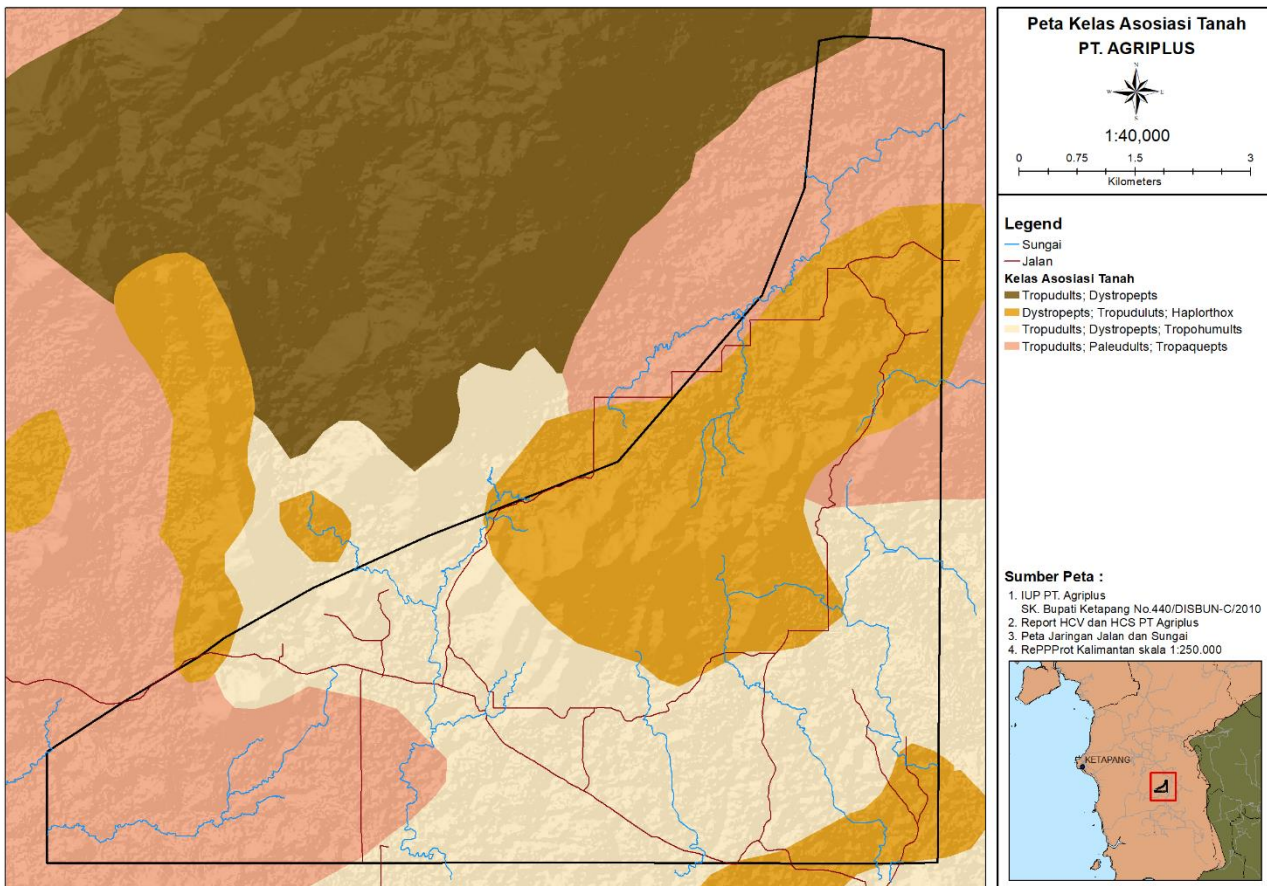 Peta Kelas Asosiasi Tanah
PT. AGRIPLUS
N
W
L
S
1:40,000
0 0.75 1.5 3
Kilometers
Legend
Sungai
Jalan
Kelas Asosiasi Tanah
Tropudults; Dystropepts
Dystropepts; Tropuduluts; Haplorthox
Tropudults; Dystropepts; Tropohumults
Tropudults; Paleudults; Tropaquepts
Sumber Peta :
1. IUP PT. Agriplus
SK. Bupati Ketapang No.440/DISBUN-C/2010
2. Report HCV dan HCS PT Agriplus
3. Peta Jaringan Jalan dan Sungai
4. RePPProt Kalimantan skala 1:250.000
KETAPANG